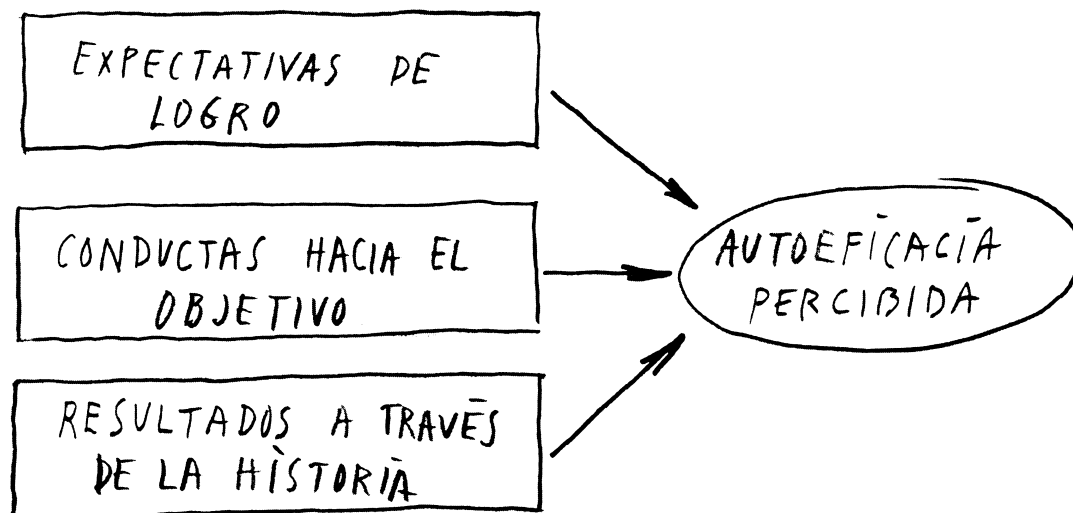 EXPECTATIVAS DE
LOGRO
CONDUCTAS HACIA EL
OBJETIVO
RESULTADOS A TRAVÉS
DE LA HISTORIA
AUTOEFICACIA
PERCIBIDA